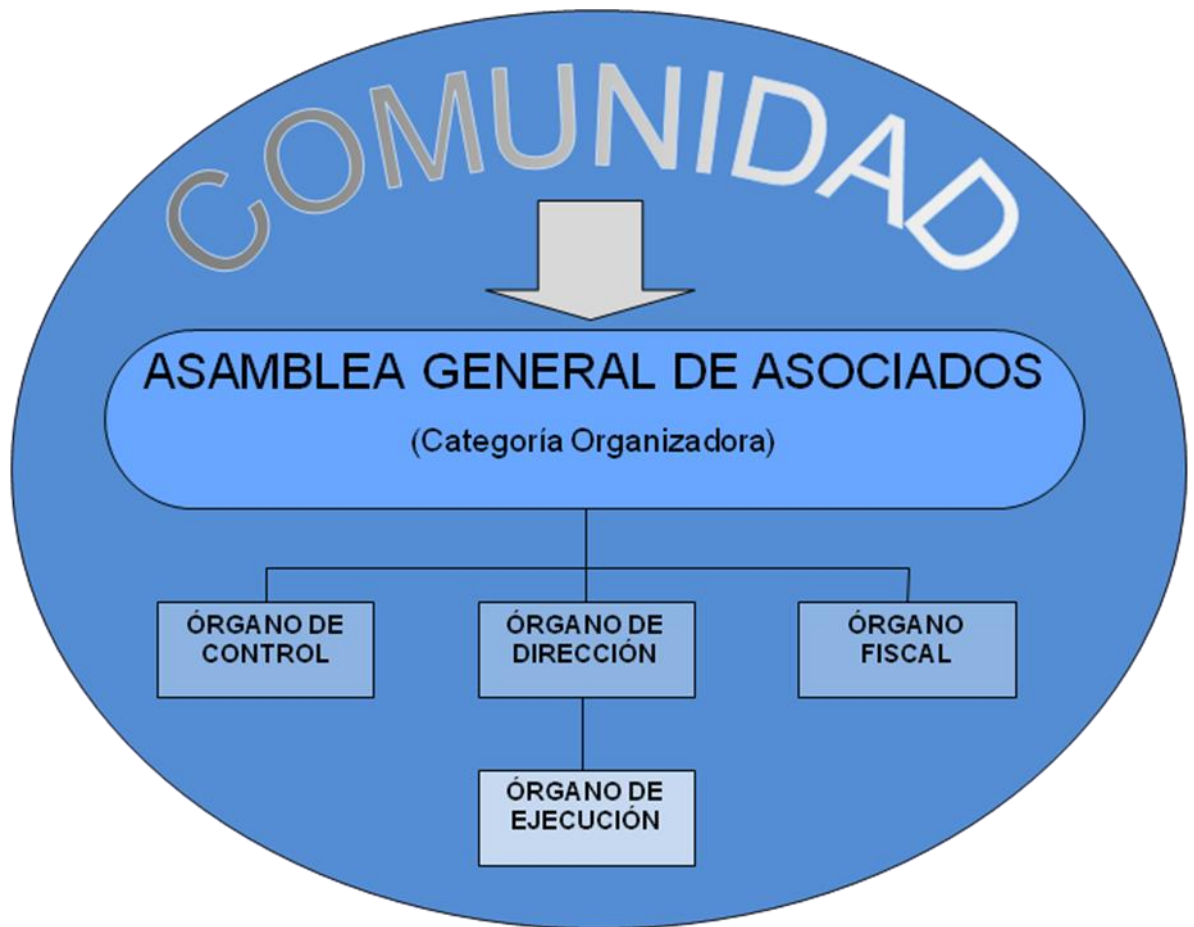 COMUNIDAD
ASAMBLEA GENERAL DE ASOCIADOS
(Categoría Organizadora)
ÓRGANO DE
CONTROL
ÓRGANO DE
DIRECCIÓN
ÓRGANO
FISCAL
ÓRGANO DE
EJECUCIÓN